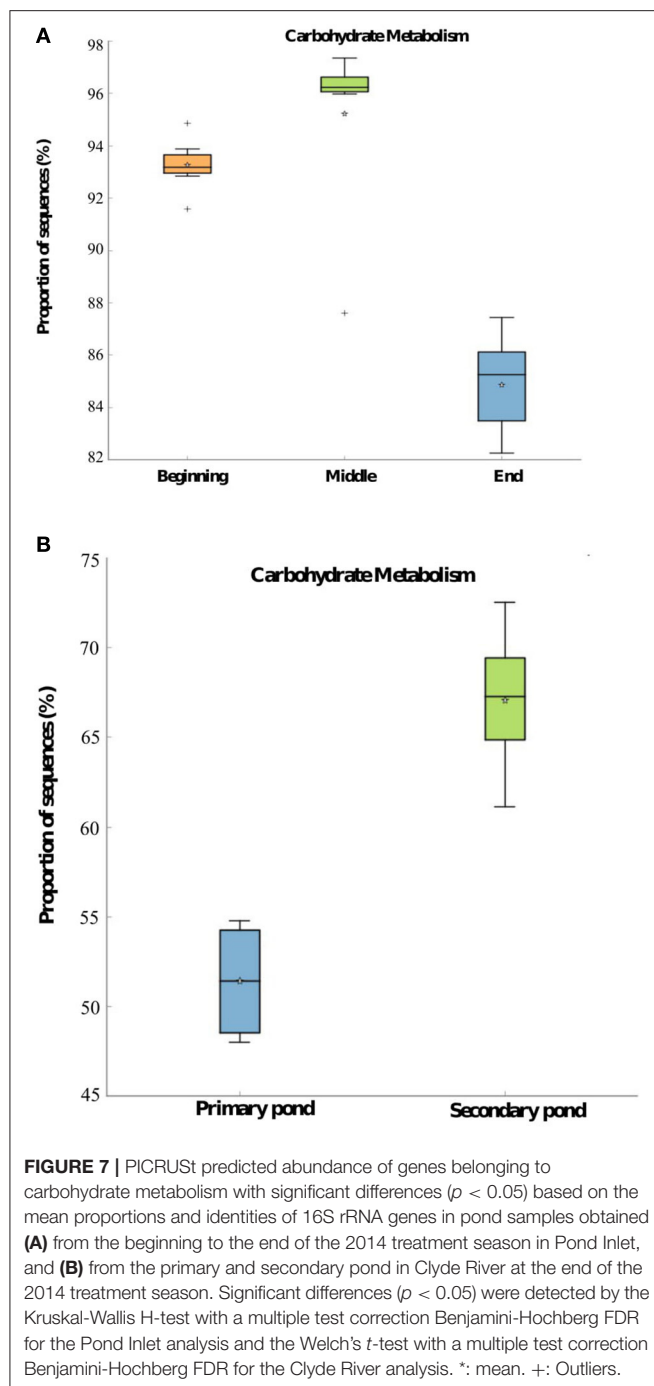 A
Carbohydrate Metabolism
Proportion of sequences (%)
98
96
94
92
90
88
86
84
82
Beginning
Middle
End
B
Carbohydrate Metabolism
Proportion of sequences (%)
75
70
65
60
55
50
45
Primary pond
Secondary pond
FIGURE 7 | PICRUSt predicted abundance of genes belonging to
carbohydrate metabolism with significant differences (p < 0.05) based on the
mean proportions and identities of 16S rRNA genes in pond samples obtained
(A) from the beginning to the end of the 2014 treatment season in Pond Inlet,
and (B) from the primary and secondary pond in Clyde River at the end of the
2014 treatment season. Significant differences (p < 0.05) were detected by the
Kruskal-Wallis H-test with a multiple test correction Benjamini-Hochberg FDR
for the Pond Inlet analysis and the Welch's t-test with a multiple test correction
Benjamini-Hochberg FDR for the Clyde River analysis. *: mean. +: Outliers.